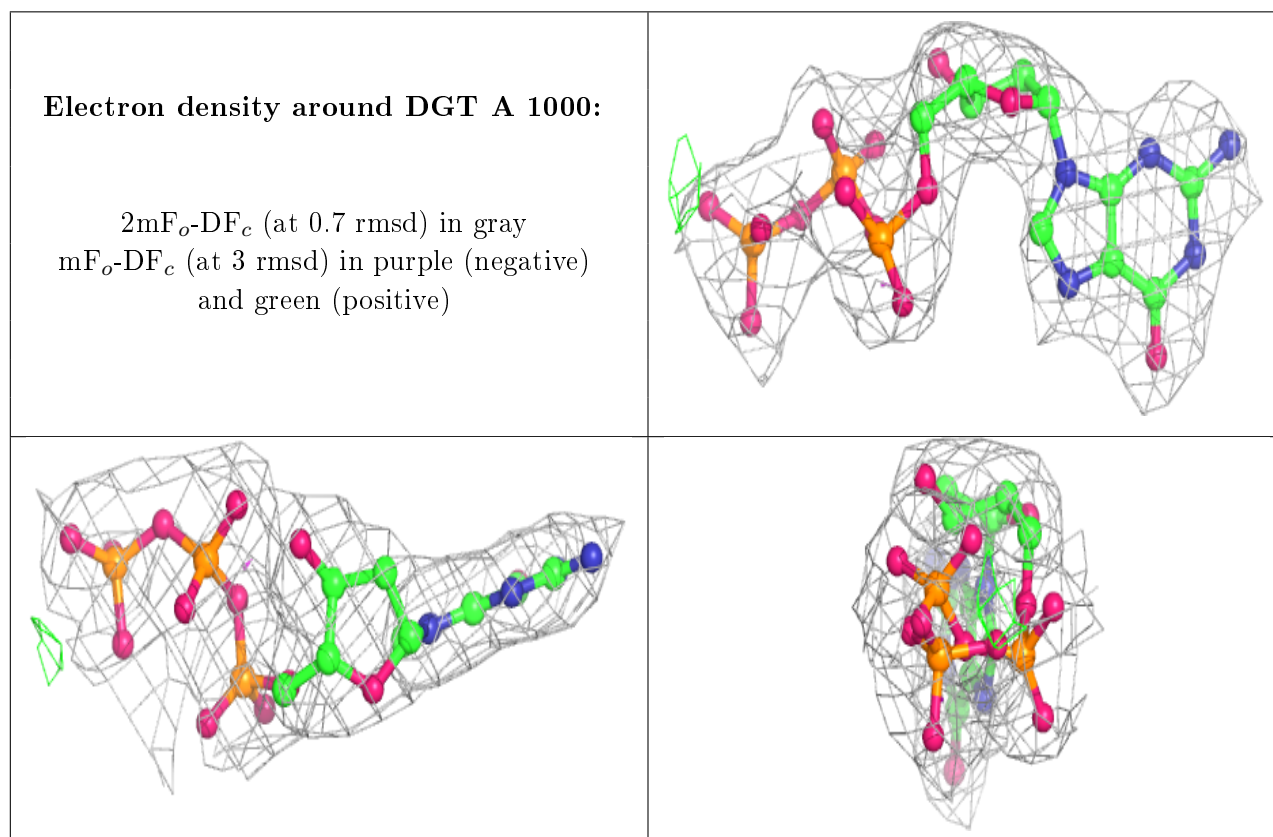 Electron density around DGT A 1000:
2mFo-DFc (at 0.7 rmsd) in gray
mFo-DFc (at 3 rmsd) in purple (negative)
and green (positive)